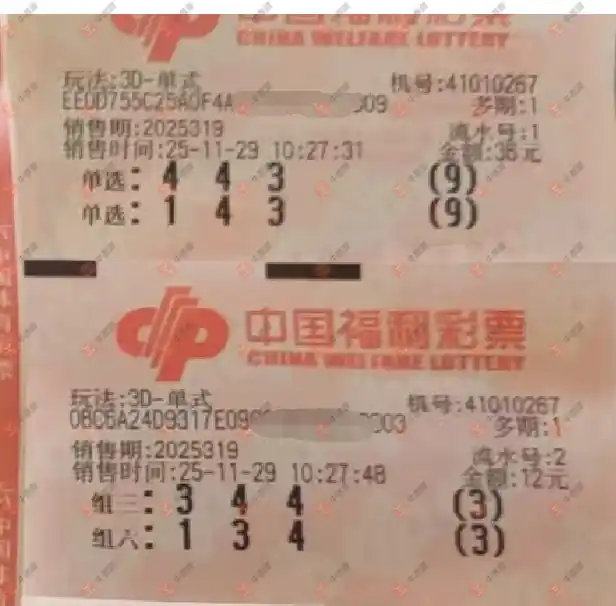 中国福利彩票
CHINA WELFARE LOTTERY
玩法:3D-单式 机号:41010267
EE0D755C25A0F4A 009 多期:1
销售期:2025319 流水号:1
销售时间:25-11-29 10:27:31 金额:36元
单选: 4 4 3 (9)
单选: 1 4 3 (9)
中国福利彩票
CHINA WELFARE LOTTERY
玩法:3D-单式 机号:41010267
08C6A24D9317E09 003 多期:1
销售期:2025319 流水号:2
销售时间:25-11-29 10:27:48 金额:12元
组三: 3 4 4 (3)
组六: 1 3 4 (3)